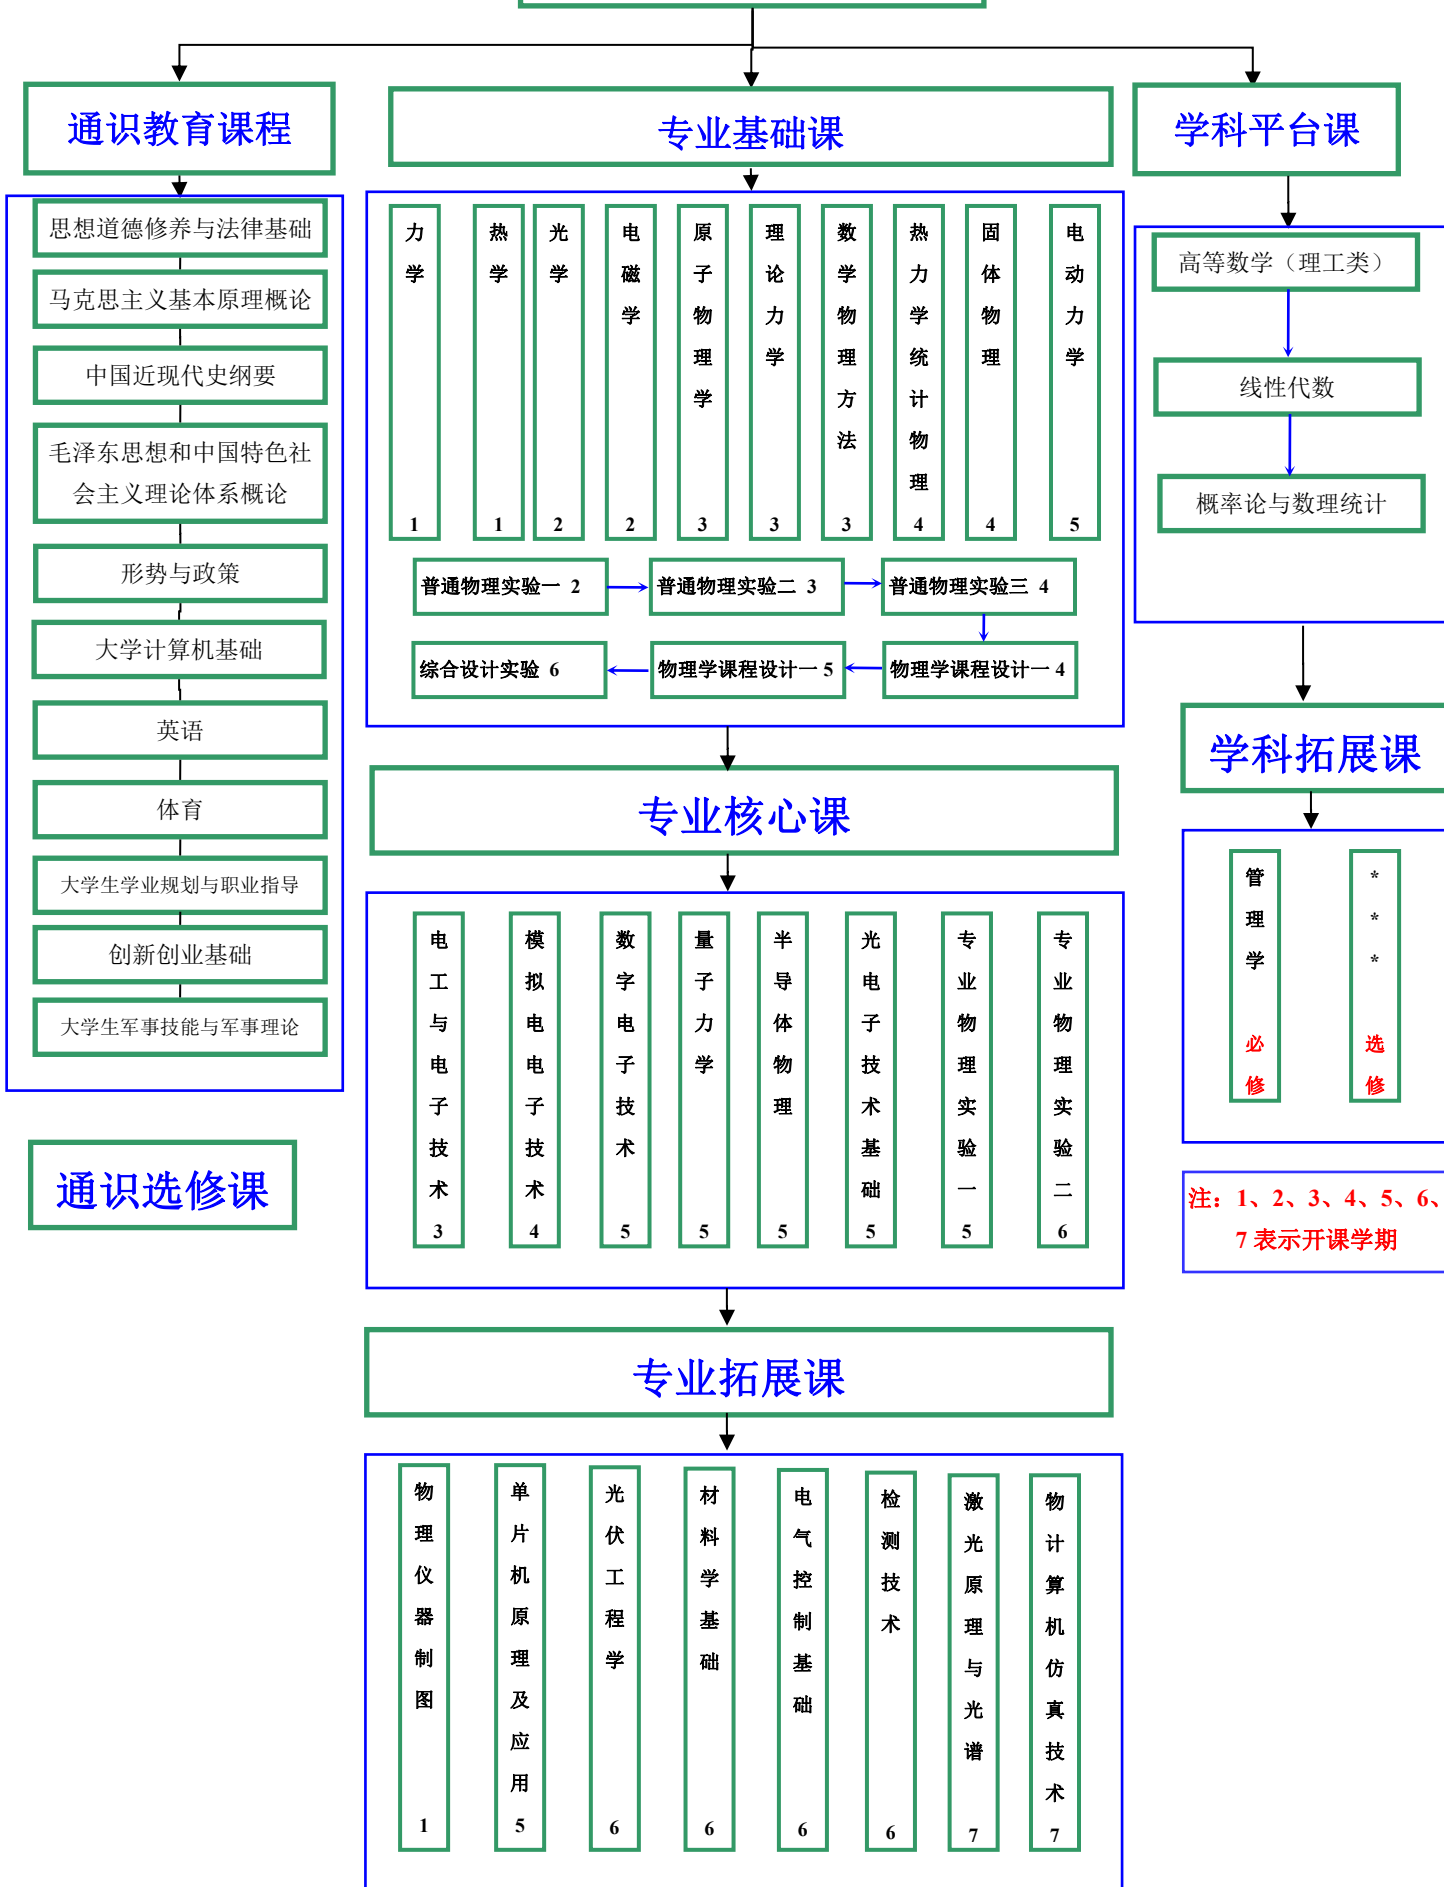 通识教育课程
专业基础课
学科平台课
思想道德修养与法律基础
马克思主义基本原理概论
中国近现代史纲要
毛泽东思想和中国特色社
会主义理论体系概论
形势与政策
大学计算机基础
英语
体育
大学生学业规划与职业指导
创新创业基础
大学生军事技能与军事理论
通识选修课
力学 1
热学 1
光学 2
电磁学 2
原子物理学 3
理论力学 3
数学物理方法 3
热力学统计物理 4
固体物理 4
电动力学 5
普通物理实验一 2
普通物理实验二 3
普通物理实验三 4
综合设计实验 6
物理学课程设计一 5
物理学课程设计一 4
专业核心课
电工与电子技术 3
模拟电电子技术 4
数字电子技术 5
量子力学 5
半导体物理 5
光电子技术基础 5
专业物理实验一 5
专业物理实验二 6
专业拓展课
物理仪器制图 1
单片机原理及应用 5
光伏工程学 6
材料学基础 6
电气控制基础 6
检测技术 6
激光原理与光谱 7
物计算机仿真技术 7
高等数学（理工类）
线性代数
概率论与数理统计
学科拓展课
管理学 必修
*** 选修
注：1、2、3、4、5、6、
7 表示开课学期